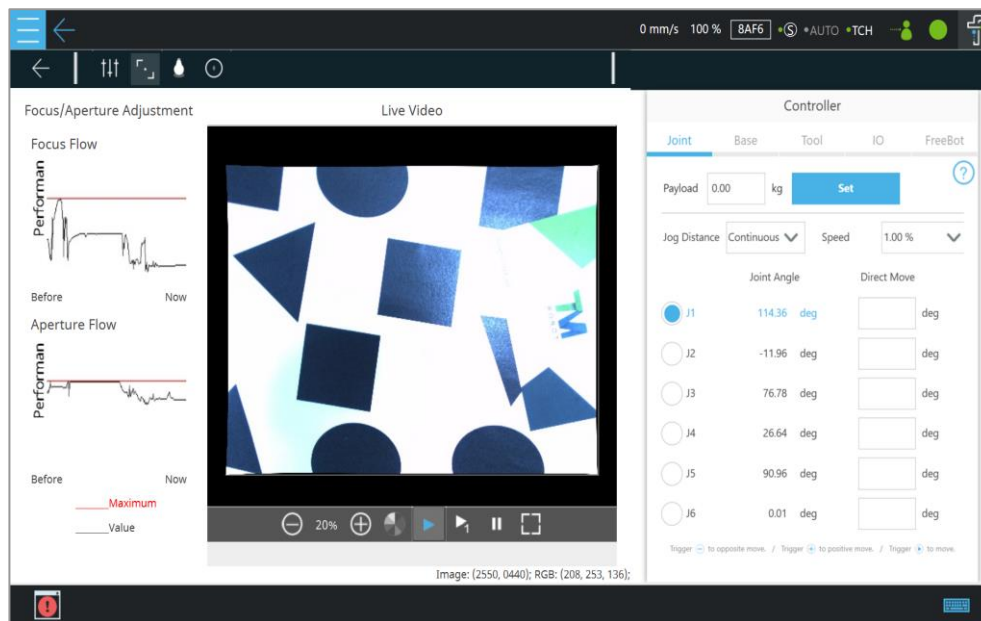 0 mm/s 100 % 8AF6 S AUTO TCH
Focus/Aperture Adjustment
Focus Flow
Performan
Before Now
Aperture Flow
Performan
Before Now
Maximum
Value
Live Video
20%
1
Image: (2550, 0440); RGB: (208, 253, 136);
Controller
Joint Base Tool IO FreeBot
?
Payload 0.00 kg Set
Jog Distance Continuous Speed 1.00 %
Joint Angle Direct Move
J1 114.36 deg deg
J2 -11.96 deg deg
J3 76.78 deg deg
J4 26.64 deg deg
J5 90.96 deg deg
J6 0.01 deg deg
Trigger - to opposite move. / Trigger + to positive move. / Trigger to move.